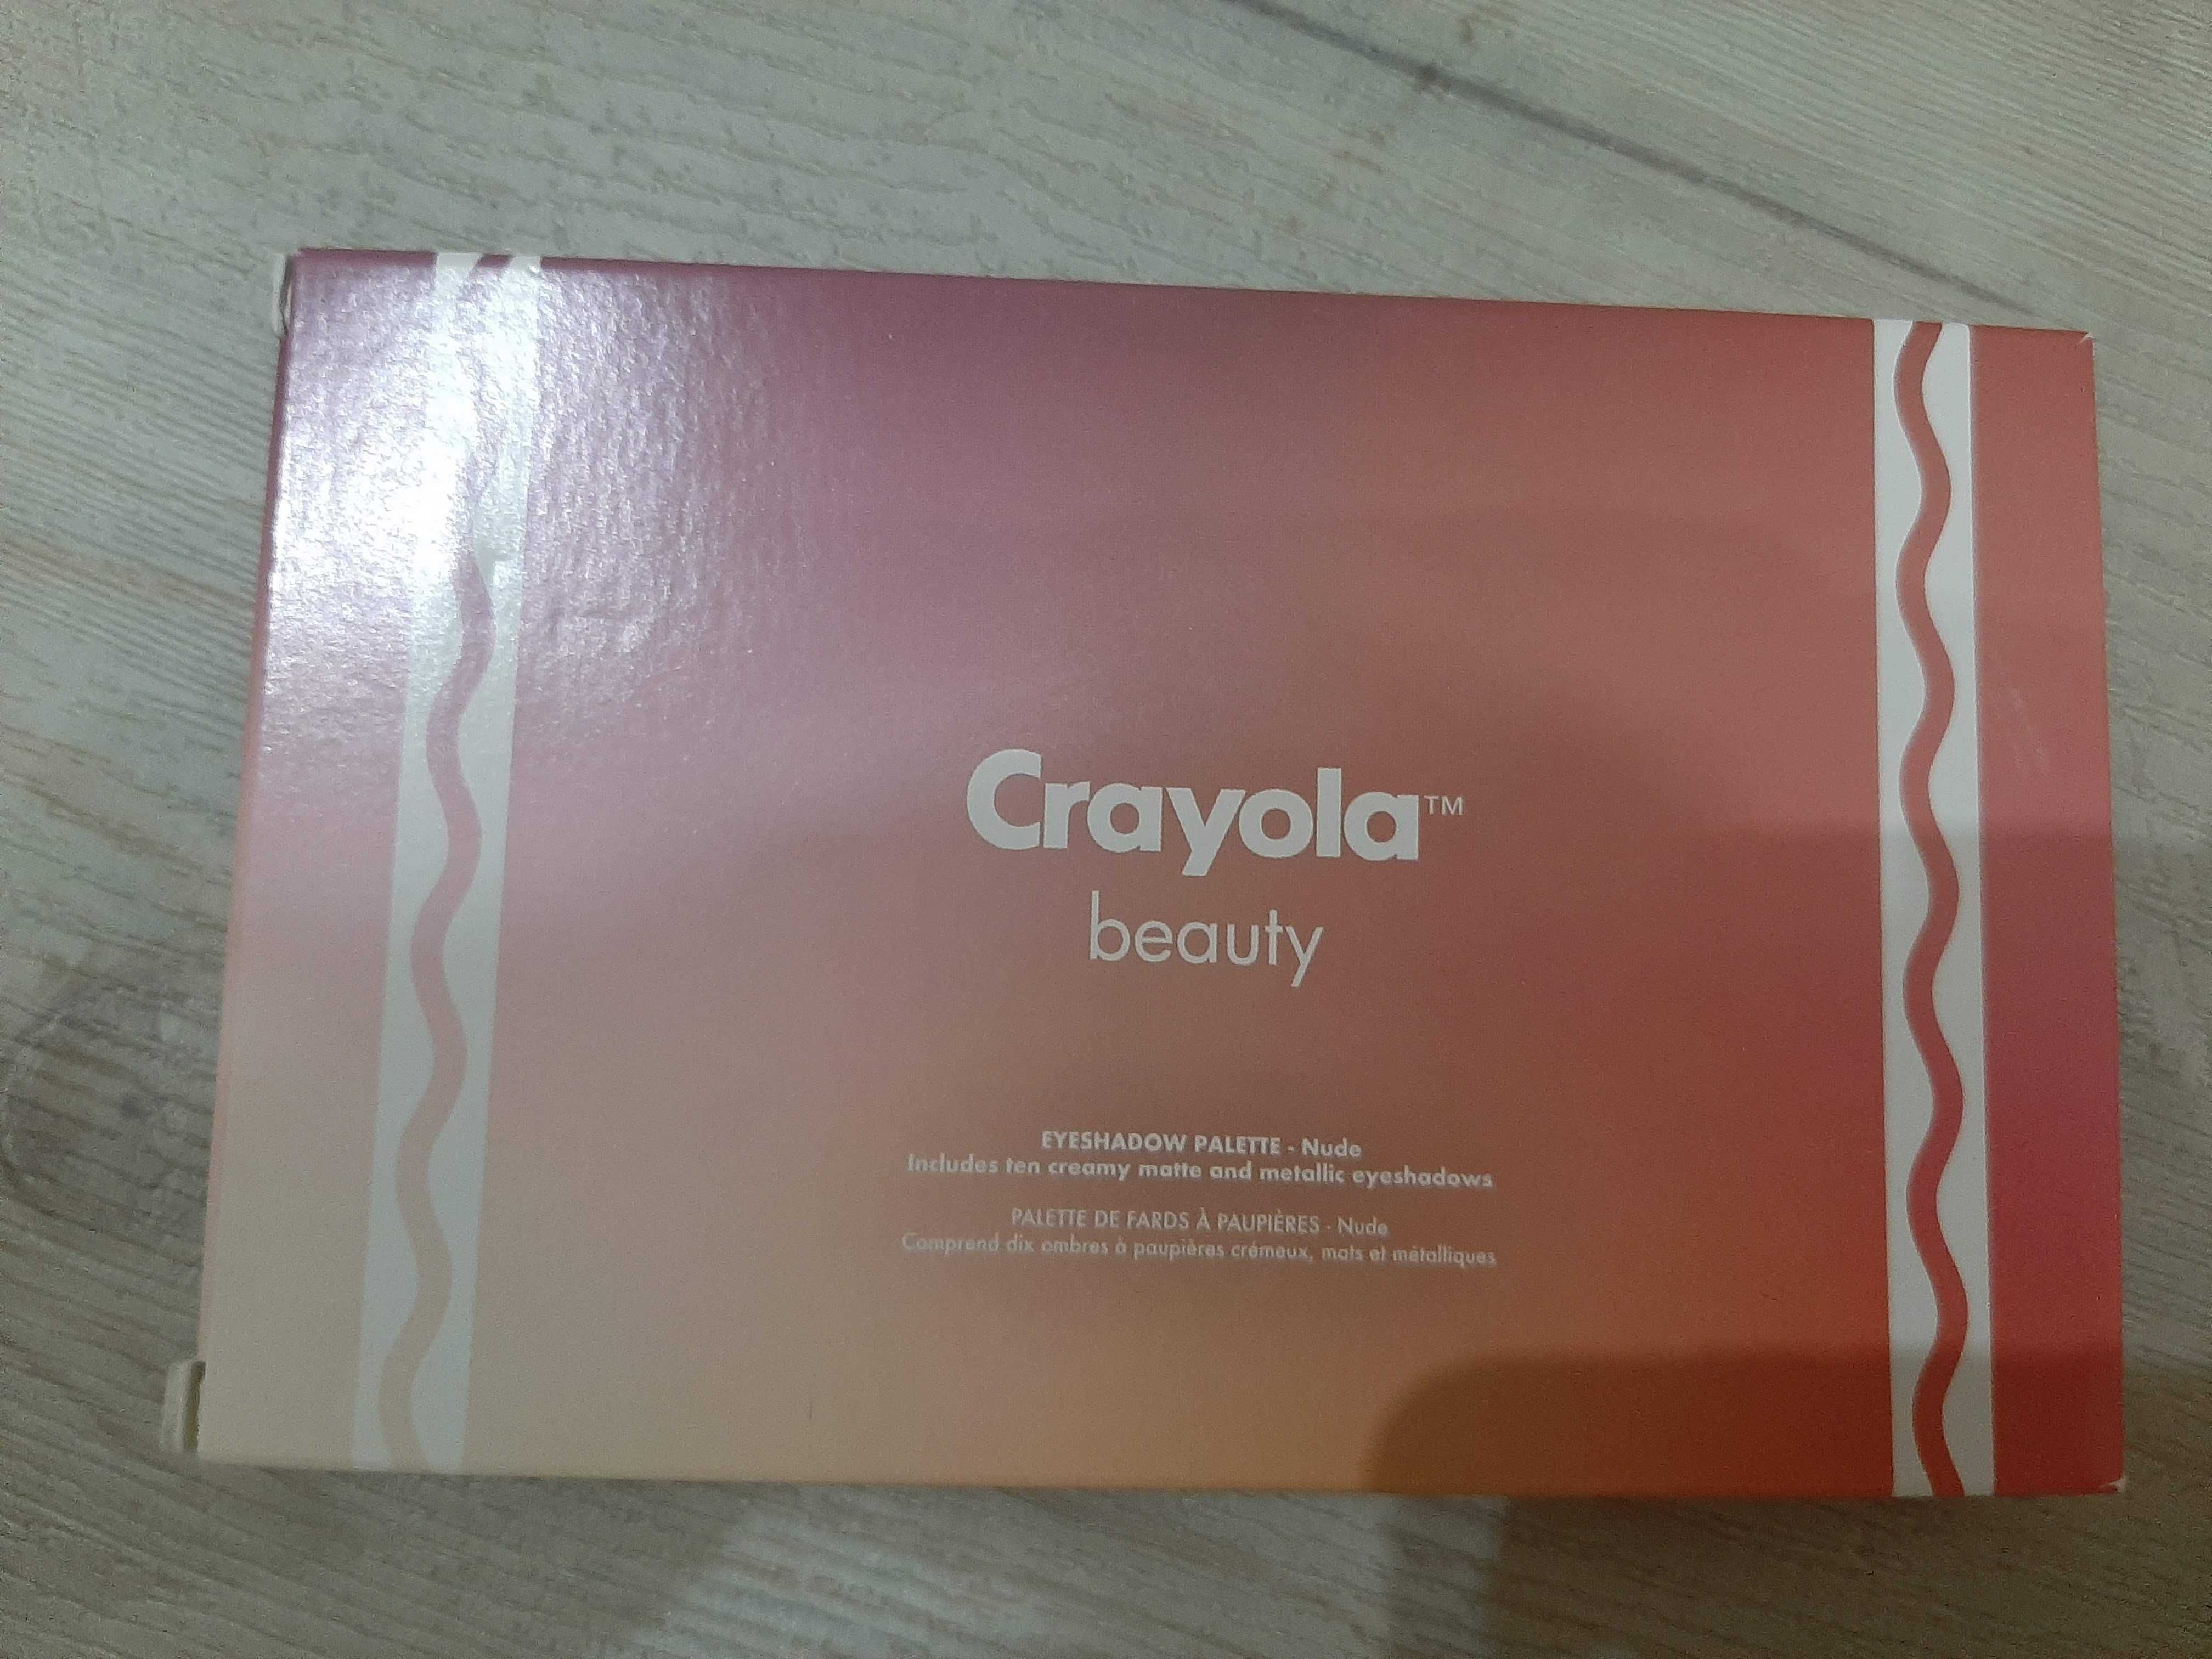 Crayola™
beauty
EYESHADOW PALETTE - Nude
Includes ten creamy matte and metallic eyeshadows
PALETTE DE FARDS À PAUPIÈRES - Nude
Comprend dix ombres à paupières crémeux, mats et métalliques